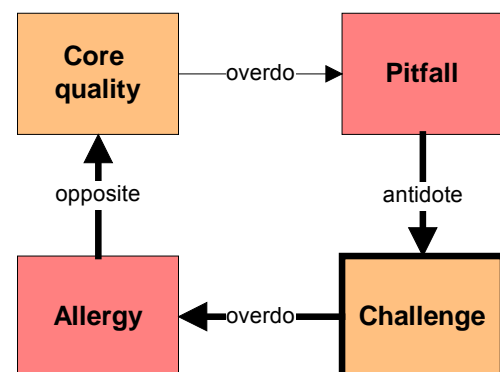 Core
quality
overdo
Pitfall
opposite
antidote
Allergy
overdo
Challenge